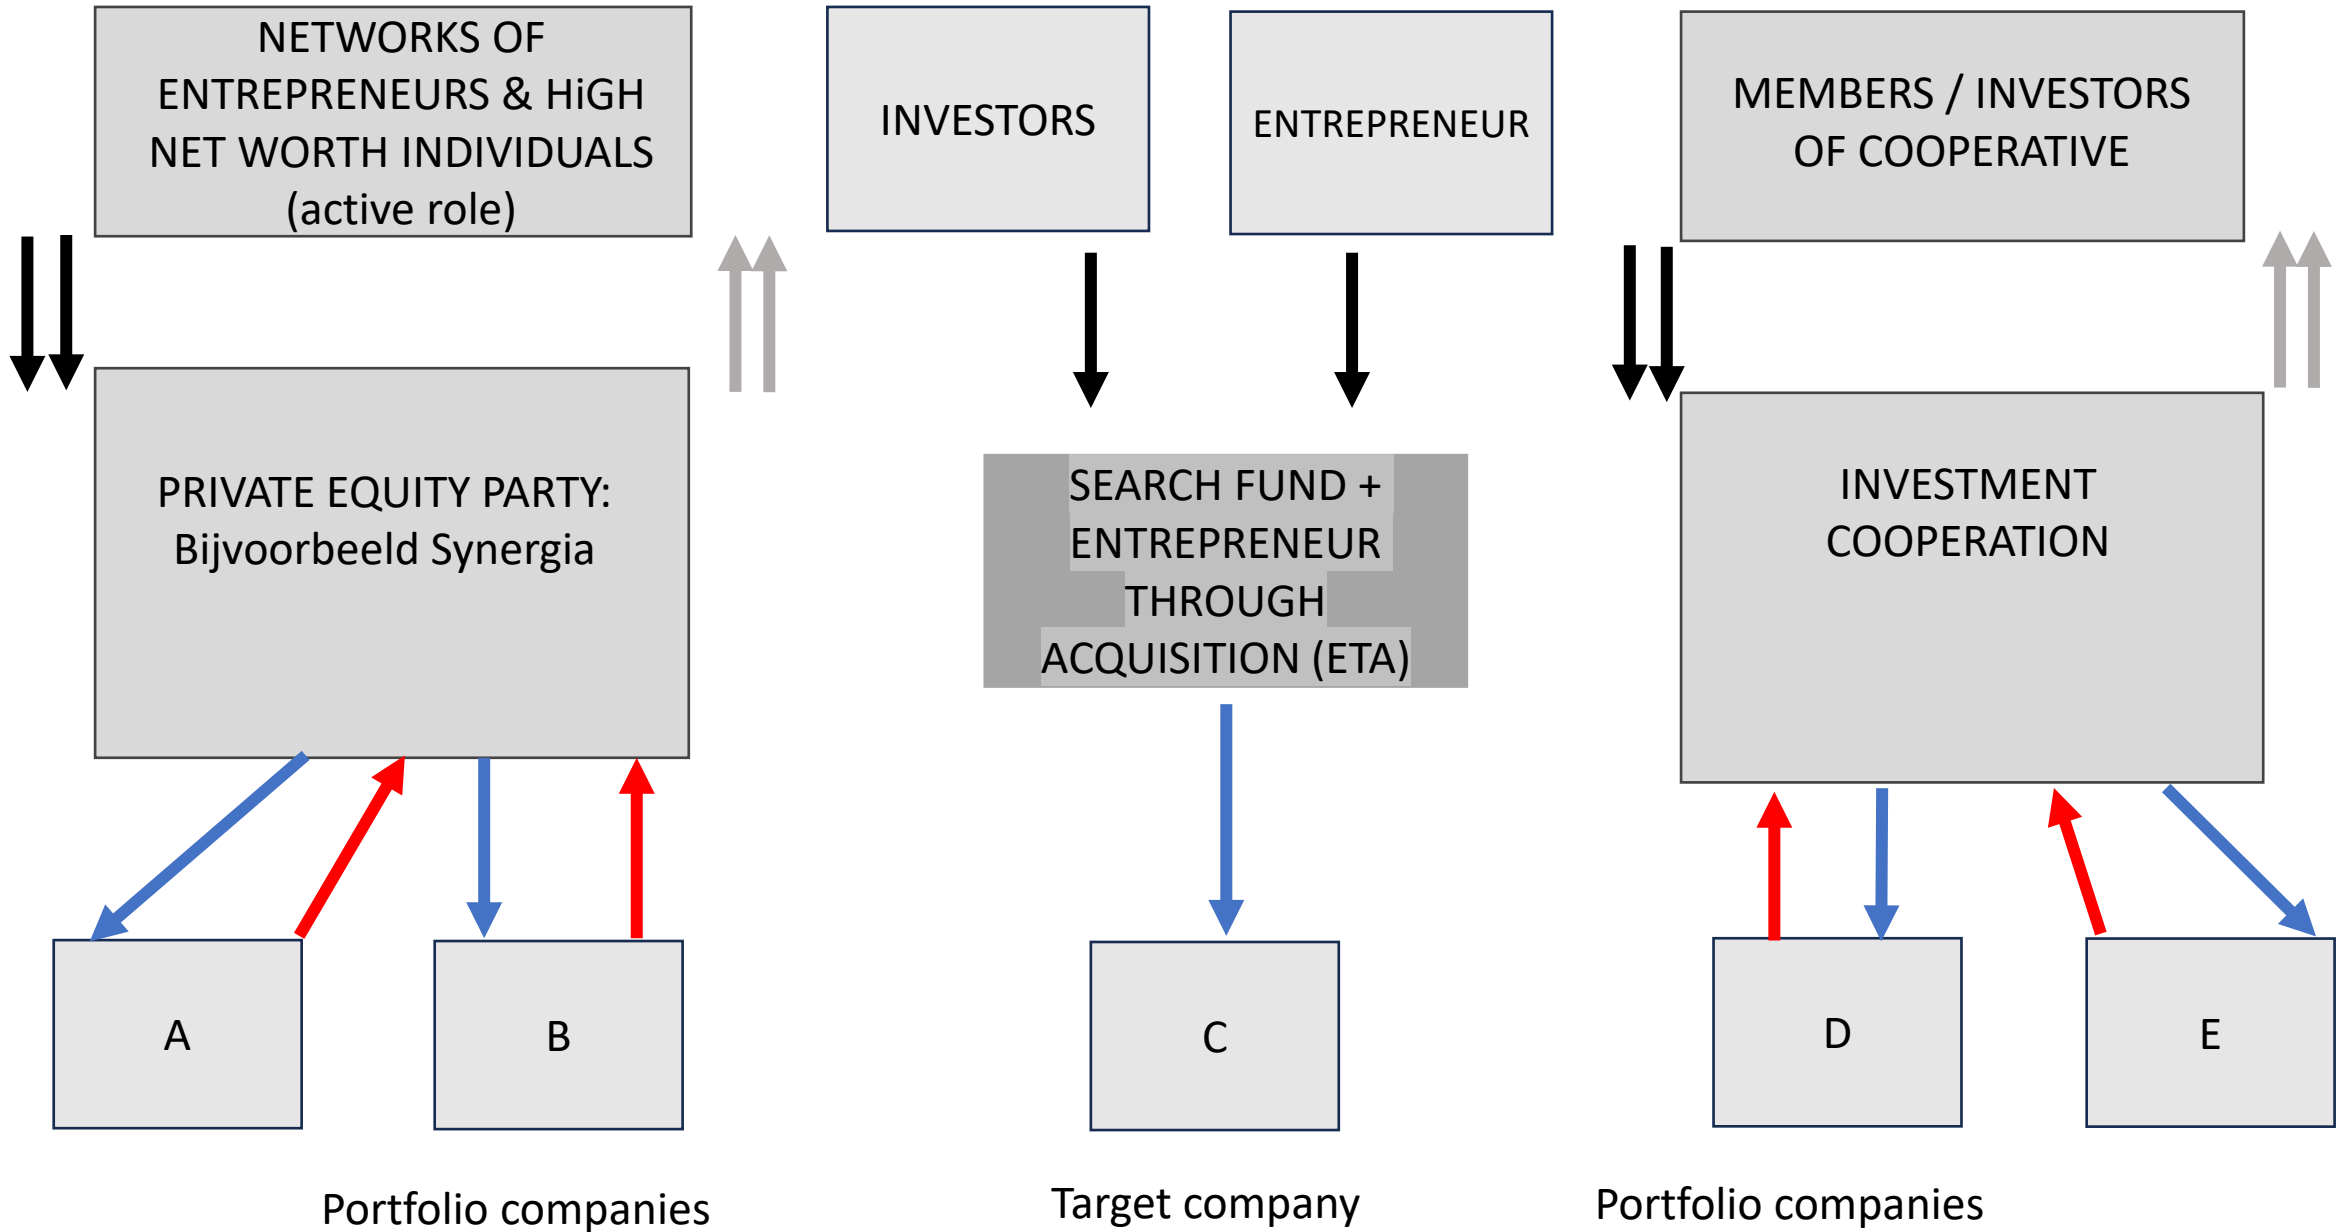 NETWORKS OF
ENTREPRENEURS & HiGH
NET WORTH INDIVIDUALS
(active role)
INVESTORS
ENTREPRENEUR
MEMBERS / INVESTORS
OF COOPERATIVE
PRIVATE EQUITY PARTY:
Bijvoorbeeld Synergia
SEARCH FUND +
ENTREPRENEUR
THROUGH
ACQUISITION (ETA)
INVESTMENT
COOPERATION
A
B
C
D
E
Portfolio companies
Target company
Portfolio companies